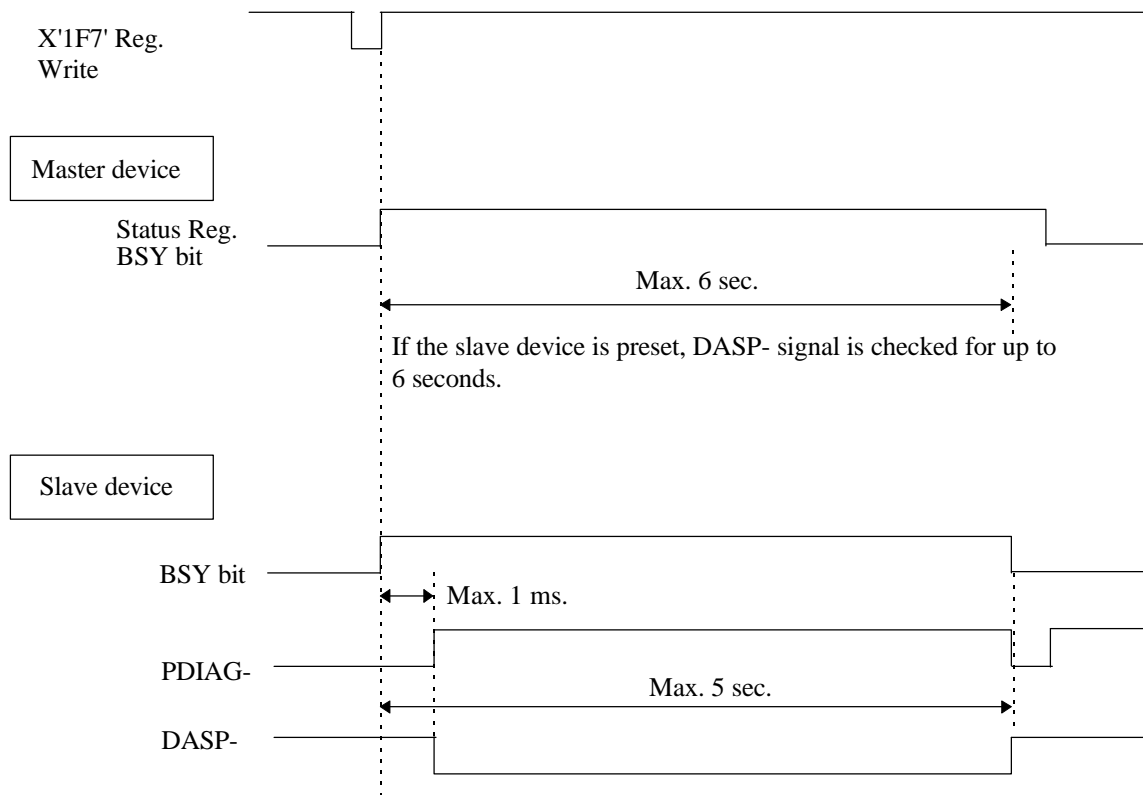 X'1F7' Reg.
Write
Master device
Status Reg.
BSY bit
Max. 6 sec.
If the slave device is preset, DASP- signal is checked for up to
6 seconds.
Slave device
BSY bit
Max. 1 ms.
PDIAG-
Max. 5 sec.
DASP-